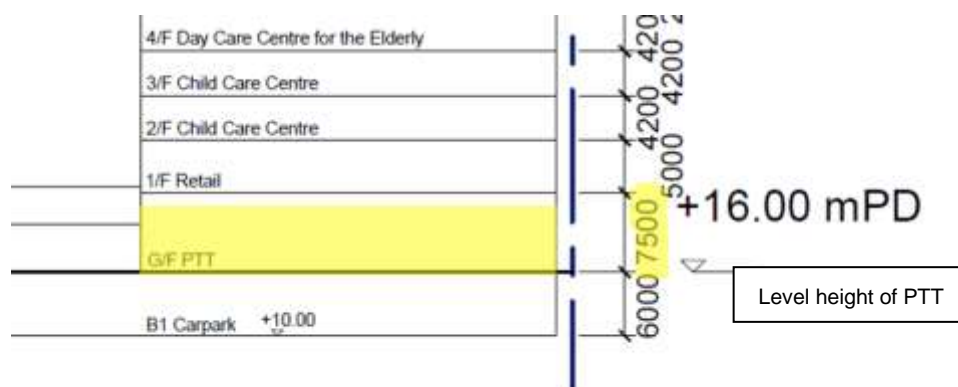 4/F Day Care Centre for the Elderly
3/F Child Care Centre
2/F Child Care Centre
1/F Retail
G/F PTT
B1 Carpark +10.00
4200
4200
5000
7500
6000
+16.00 mPD
Level height of PTT